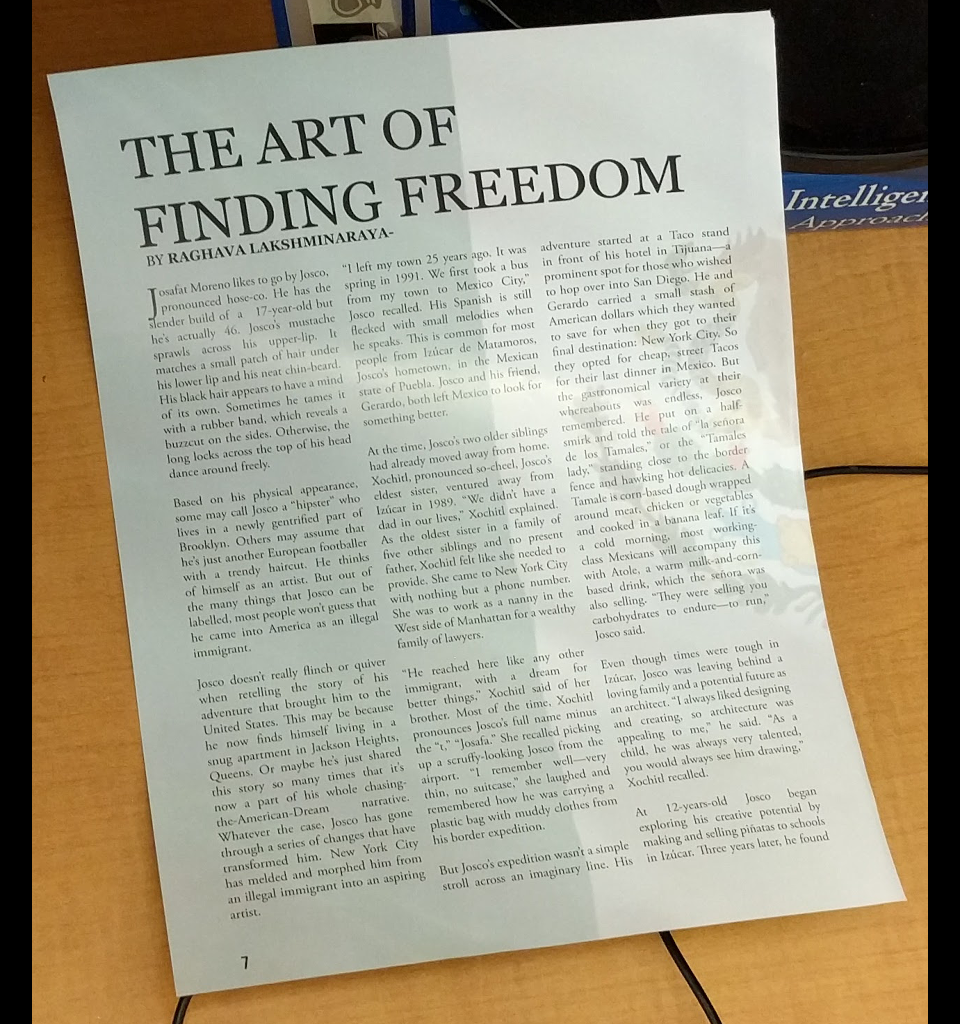 THE ART OF
FINDING FREEDOM
BY RAGHAVA LAKSHMINARAYA-
Josafat Moreno likes to go by Josco,
pronounced hose-co. He has the
slender build of a 17-year-old but
he's actually 46. Josco's mustache
sprawls across his upper-lip. It
matches a small patch of hair under
his lower lip and his neat chin-beard.
His black hair appears to have a mind
of its own. Sometimes he tames it
with a rubber band, which reveals a
buzzcut on the sides. Otherwise, the
long locks across the top of his head
dance around freely.
Based on his physical appearance,
some may call Josco a "hipster" who
lives in a newly gentrified part of
Brooklyn. Others may assume that
he's just another European footballer
with a trendy haircut. He thinks
of himself as an artist. But out of
the many things that Josco can be
labelled, most people won't guess that
he came into America as an illegal
immigrant.
Josco doesn't really flinch or quiver
when retelling the story of his
adventure that brought him to the
United States. This may be because
he now finds himself living in a
snug apartment in Jackson Heights,
Queens. Or maybe he's just shared
this story so many times that it's
now a part of his whole chasing-
the-American-Dream narrative.
Whatever the case, Josco has gone
through a series of changes that have
transformed him. New York City
has melded and morphed him from
an illegal immigrant into an aspiring
artist.
"I left my town 25 years ago. It was
spring in 1991. We first took a bus
from my town to Mexico City,"
Josco recalled. His Spanish is still
flecked with small melodies when
he speaks. This is common for most
people from Izúcar de Matamoros,
Josco's hometown, in the Mexican
state of Puebla. Josco and his friend,
Gerardo, both left Mexico to look for
something better.
At the time, Josco's two older siblings
had already moved away from home.
Xochitl, pronounced so-cheel, Josco's
eldest sister, ventured away from
Izúcar in 1989. "We didn't have a
dad in our lives," Xochitl explained.
As the oldest sister in a family of
five other siblings and no present
father, Xochitl felt like she needed to
provide. She came to New York City
with nothing but a phone number.
She was to work as a nanny in the
West side of Manhattan for a wealthy
family of lawyers.
"He reached here like any other
immigrant, with a dream for
better things," Xochitl said of her
brother. Most of the time, Xochitl
pronounces Josco's full name minus
the "t," "Josafa." She recalled picking
up a scruffy-looking Josco from the
airport. "I remember well—very
thin, no suitcase," she laughed and
remembered how he was carrying a
plastic bag with muddy clothes from
his border expedition.
But Josco's expedition wasn't a simple
stroll across an imaginary line. His
adventure started at a Taco stand
in front of his hotel in Tijuana—a
prominent spot for those who wished
to hop over into San Diego. He and
Gerardo carried a small stash of
American dollars which they wanted
to save for when they got to their
final destination: New York City. So
they opted for cheap, street Tacos
for their last dinner in Mexico. But
the gastronomical variety at their
whereabouts was endless, Josco
remembered. He put on a half-
smirk and told the tale of "la señora
de los Tamales," or the "Tamales
lady," standing close to the border
fence and hawking hot delicacies. A
Tamale is corn-based dough wrapped
around meat, chicken or vegetables
and cooked in a banana leaf. If it's
a cold morning, most working-
class Mexicans will accompany this
with Atole, a warm milk-and-corn-
based drink, which the señora was
also selling. "They were selling you
carbohydrates to endure—to run,"
Josco said.
Even though times were tough in
Izúcar, Josco was leaving behind a
loving family and a potential future as
an architect. "I always liked designing
and creating, so architecture was
appealing to me," he said. "As a
child, he was always very talented,
you would always see him drawing,"
Xochitl recalled.
At 12-years-old Josco began
exploring his creative potential by
making and selling piñatas to schools
in Izúcar. Three years later, he found
7
Approach